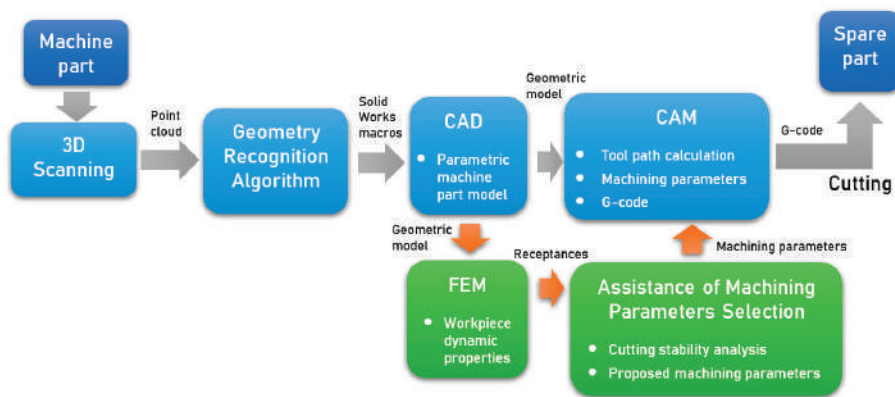 Machine
part
Spare
part
3D
Scanning
Point
cloud
Geometry
Recognition
Algorithm
Solid
Works
macros
CAD
• Parametric
machine
part model
Geometric
model
CAM
• Tool path calculation
• Machining parameters
• G-code
G-code
Cutting
Geometric
model
FEM
• Workpiece
dynamic
properties
Receptances
Machining parameters
Assistance of Machining
Parameters Selection
• Cutting stability analysis
• Proposed machining parameters